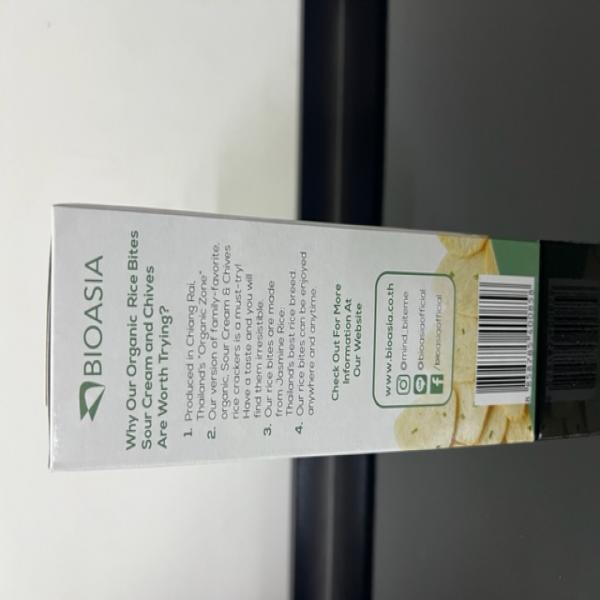 BIOASIA
Why Our Organic Rice Bites
Sour Cream and Chives
Are Worth Trying?
1. Produced in Chiang Rai,
Thailand's "Organic Zone"
2. Our version of family-favorite,
organic, Sour Cream & Chives
rice crackers is a must-try!
Have a taste and you will
find them irresistible.
3. Our rice bites are made
from Jasmine Rice:
Thailand's best rice breed.
4. Our rice bites can be enjoyed
anywhere and anytime.
Check Out For More
Information At
Our Website
www.bioasia.co.th
@mind_biteme
@bioasiaofficial
/bioasiaofficial